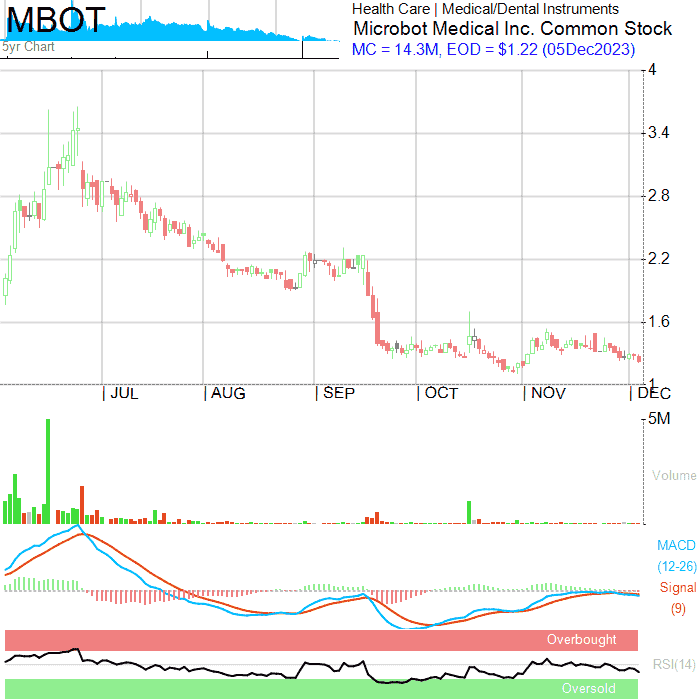 MBOT
5yr Chart
Health Care | Medical/Dental Instruments
Microbot Medical Inc. Common Stock
MC = 14.3M, EOD = $1.22 (05Dec2023)
4
3.4
2.8
2.2
1.6
1
| JUL | AUG | SEP | OCT | NOV | DEC
5M
Volume
MACD
(12-26)
Signal
(9)
Overbought
RSI(14)
Oversold